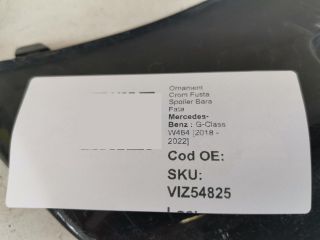 Ornament
Crom Fusta
Spoiler Bara
Fata
Mercedes-
Benz : G-Class
W464 [2018 -
2022]
Cod OE:
SKU:
VIZ54825